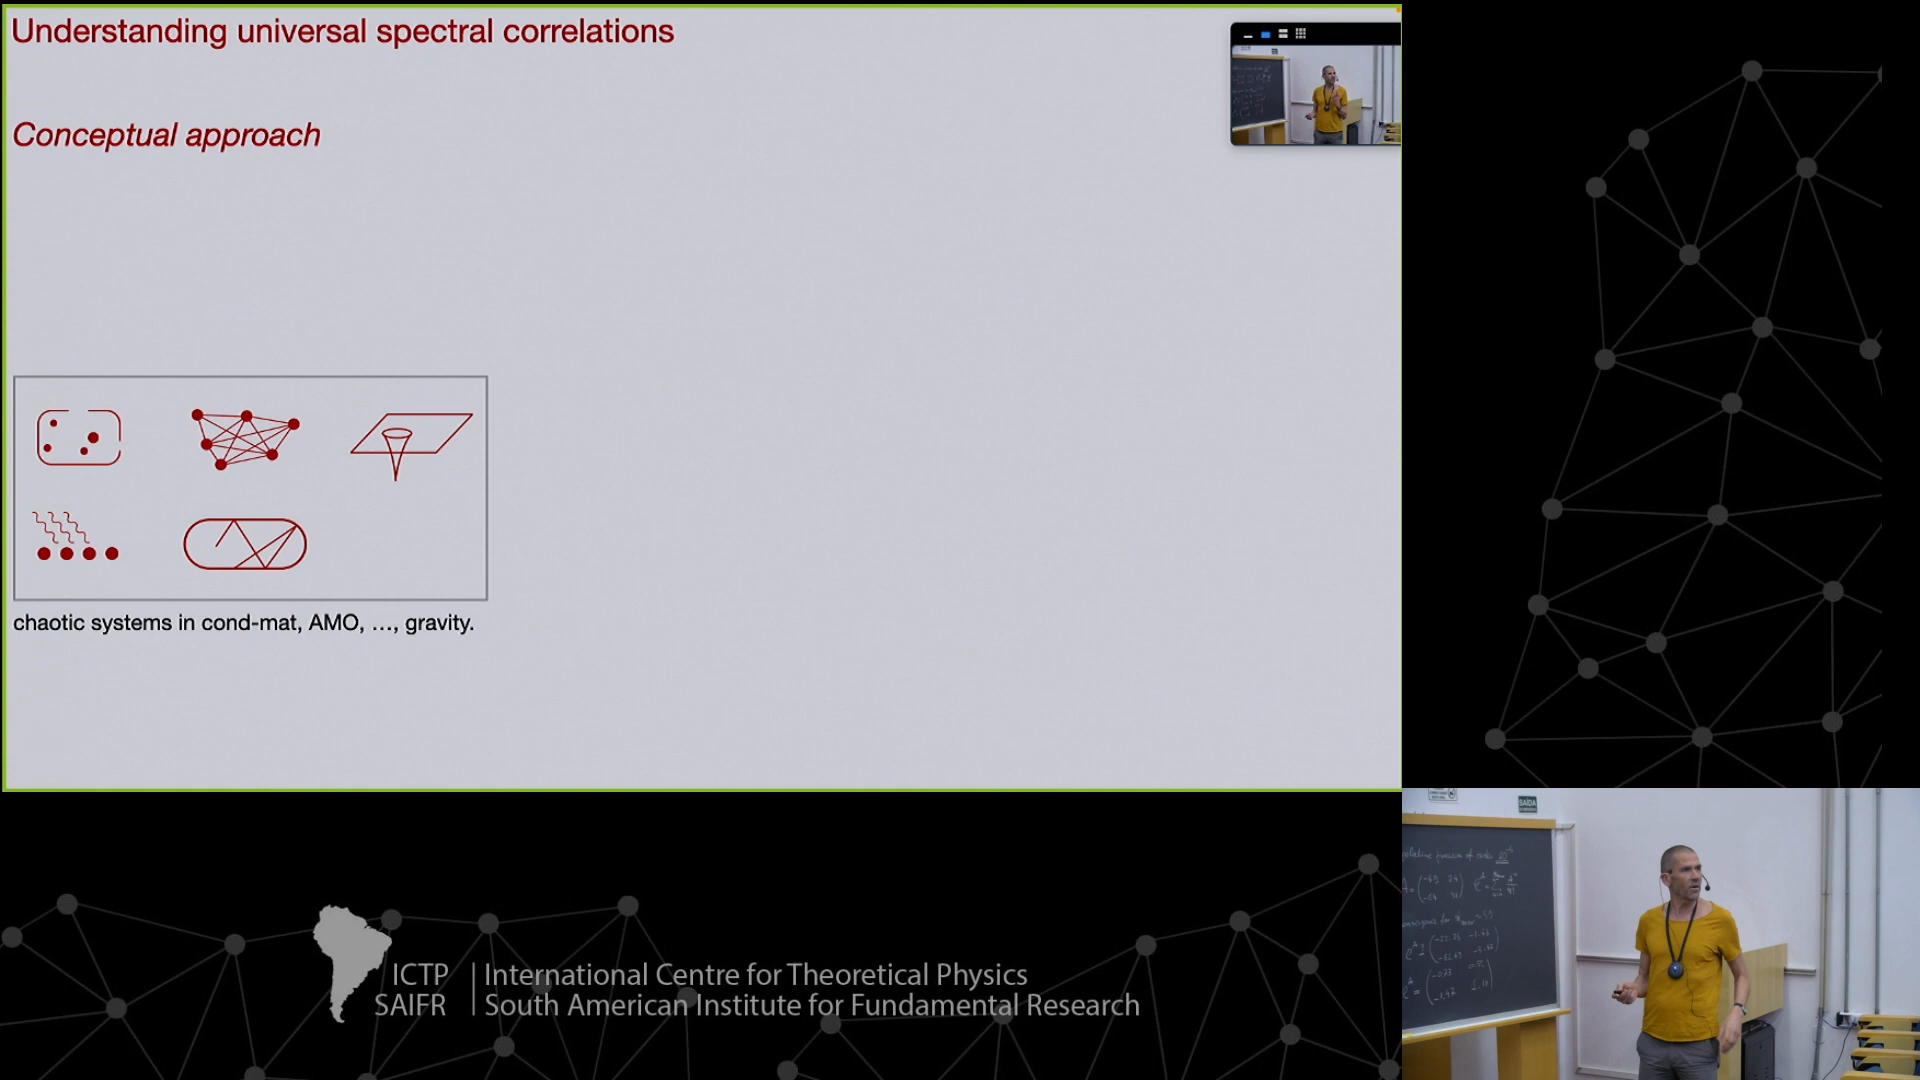 Understanding universal spectral correlations
Conceptual approach
chaotic systems in cond-mat, AMO, ..., gravity.
ICTP
SAIFR
International Centre for Theoretical Physics
South American Institute for Fundamental Research
SAÍDA